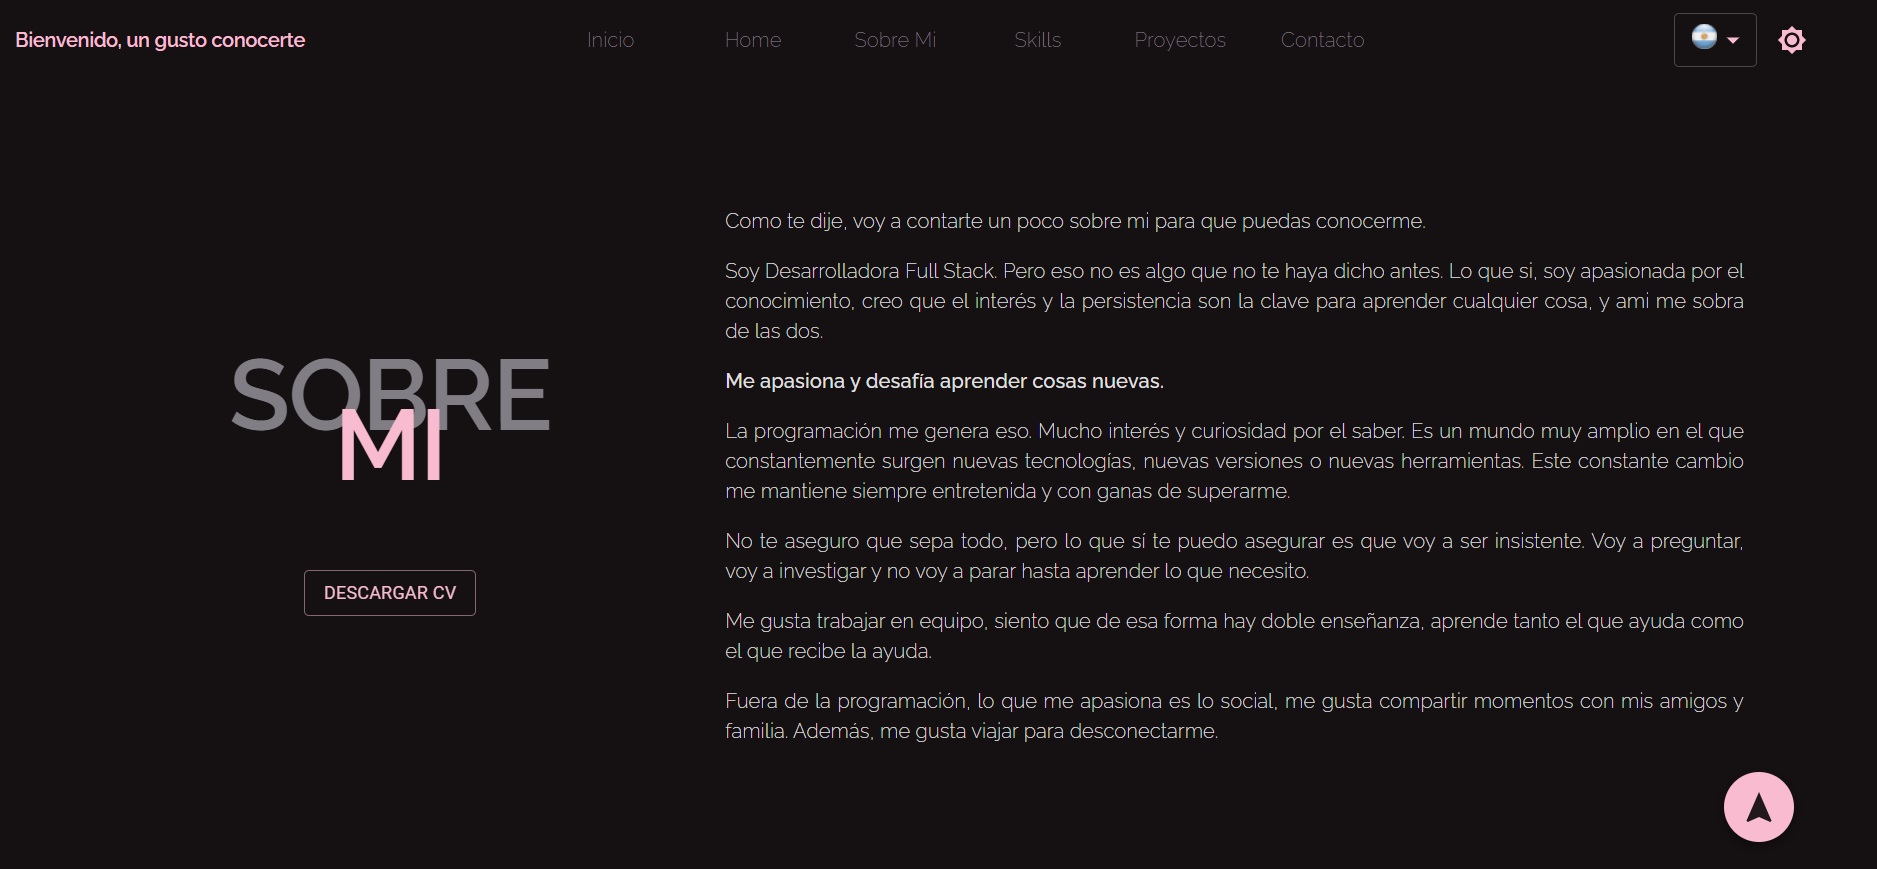 Bienvenido, un gusto conocerte
Inicio
Home
Sobre Mi
Skills
Proyectos
Contacto
SOBRE
MI
DESCARGAR CV
Como te dije, voy a contarte un poco sobre mi para que puedas conocerme.
Soy Desarrolladora Full Stack. Pero eso no es algo que no te haya dicho antes. Lo que si, soy apasionada por el
conocimiento, creo que el interés y la persistencia son la clave para aprender cualquier cosa, y ami me sobra
de las dos.
Me apasiona y desafía aprender cosas nuevas.
La programación me genera eso. Mucho interés y curiosidad por el saber. Es un mundo muy amplio en el que
constantemente surgen nuevas tecnologías, nuevas versiones o nuevas herramientas. Este constante cambio
me mantiene siempre entretenida y con ganas de superarme.
No te aseguro que sepa todo, pero lo que sí te puedo asegurar es que voy a ser insistente. Voy a preguntar,
voy a investigar y no voy a parar hasta aprender lo que necesito.
Me gusta trabajar en equipo, siento que de esa forma hay doble enseñanza, aprende tanto el que ayuda como
el que recibe la ayuda.
Fuera de la programación, lo que me apasiona es lo social, me gusta compartir momentos con mis amigos y
familia. Además, me gusta viajar para desconectarme.